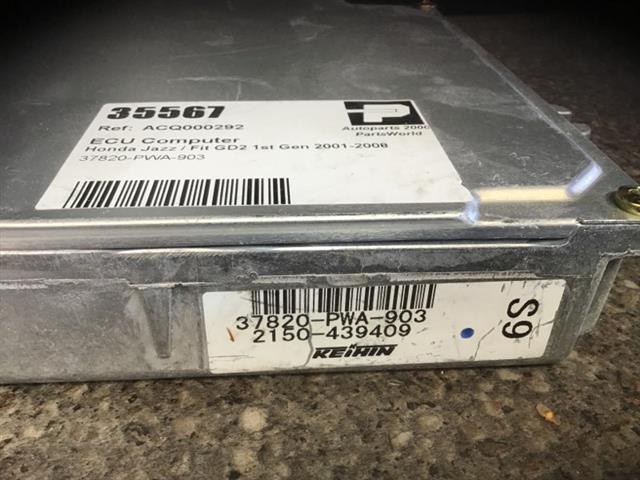 35567
Ref: ACQ000292
Autoparts 2000
PartsWorld
ECU Computer
Honda Jazz / Fit GD2 1st Gen 2001-2008
37820-PWA-903
37820-PWA-903
2150-439409
KEIHIN
S9